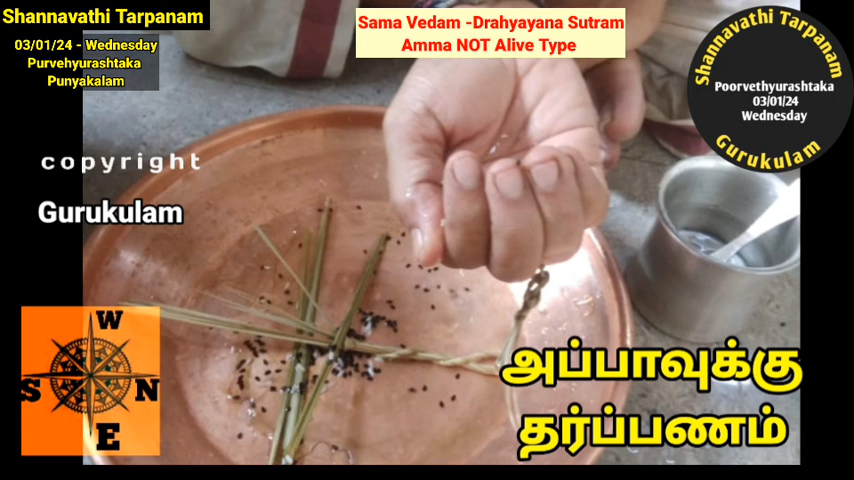 Shannavathi Tarpanam
03/01/24 - Wednesday
Purvehyurashtaka
Punyakalam
Sama Vedam -Drahyayana Sutram
Amma NOT Alive Type
Shannavathi Tarpanam
Poorvethyurashtaka
03/01/24
Wednesday
Gurukulam
copyright
Gurukulam
W
S
N
E
அப்பாவுக்கு
தர்ப்பணம்